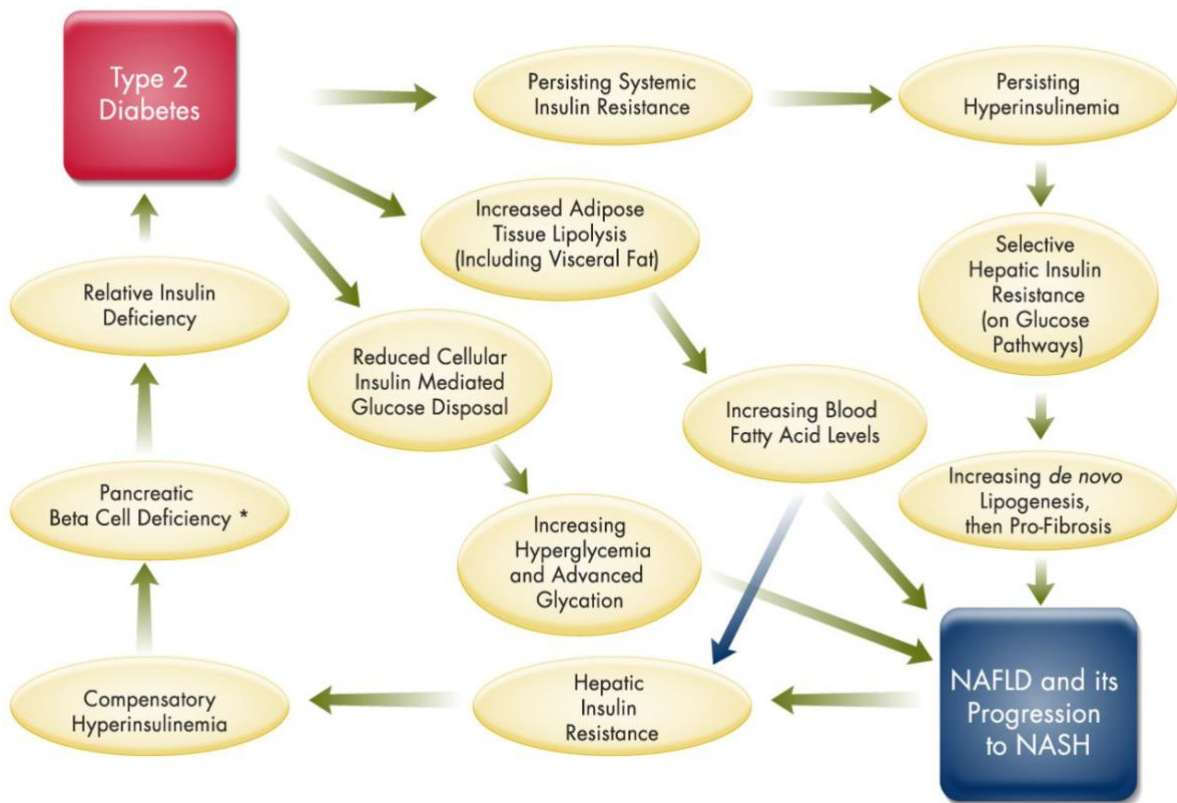 Type 2
Diabetes
Persisting Systemic
Insulin Resistance
Persisting
Hyperinsulinemia
Increased Adipose
Tissue Lipolysis
(Including Visceral Fat)
Selective
Hepatic Insulin
Resistance
(on Glucose
Pathways)
Relative Insulin
Deficiency
Reduced Cellular
Insulin Mediated
Glucose Disposal
Increasing Blood
Fatty Acid Levels
Pancreatic
Beta Cell Deficiency *
Increasing
Hyperglycemia
and Advanced
Glycation
Increasing de novo
Lipogenesis,
then Pro-Fibrosis
Compensatory
Hyperinsulinemia
Hepatic
Insulin
Resistance
NAFLD and its
Progression
to NASH